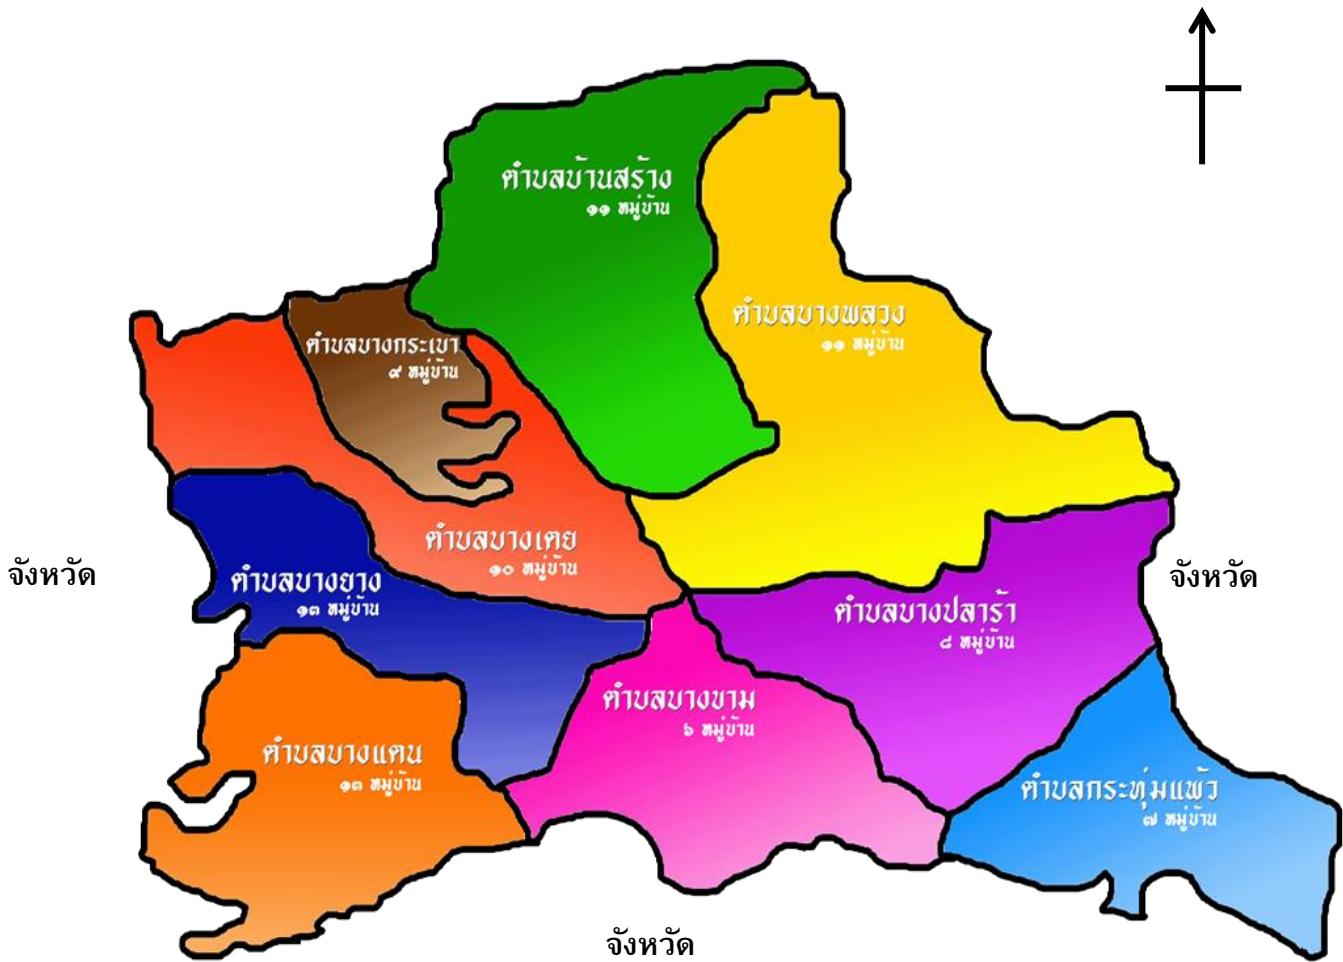 ตำบลบ้านสร้าง
๑๑ หมู่บ้าน
ตำบลบางพลวง
๑๑ หมู่บ้าน
ตำบลบางกระเบา
๙ หมู่บ้าน
ตำบลบางเตย
๑๐ หมู่บ้าน
จังหวัด
ตำบลบางยาง
๑๓ หมู่บ้าน
จังหวัด
ตำบลบางปลาร้า
๘ หมู่บ้าน
ตำบลบางขาม
๖ หมู่บ้าน
ตำบลบางแตน
๑๓ หมู่บ้าน
ตำบลกระทุ่มแพ้ว
๗ หมู่บ้าน
จังหวัด